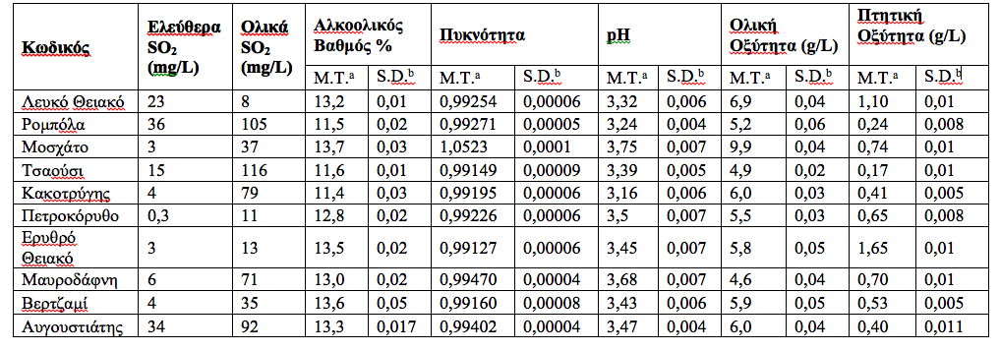 Κωδικός Ελεύθερα SO2 (mg/L) Ολικά SO2 (mg/L) Αλκοολικός Βαθμός % Πυκνότητα pH Ολική Οξύτητα (g/L) Πτητική Οξύτητα (g/L)
Μ.Τ.a S.D.b Μ.Τ.a S.D.b Μ.Τ.a S.D.b Μ.Τ.a S.D.b Μ.Τ.a S.D.b
Λευκό Θειακό 23 8 13,2 0,01 0,99254 0,00006 3,32 0,006 6,9 0,04 1,10 0,01
Ρομπόλα 36 105 11,5 0,02 0,99271 0,00005 3,24 0,004 5,2 0,06 0,24 0,008
Μοσχάτο 3 37 13,7 0,03 1,0523 0,0001 3,75 0,007 9,9 0,04 0,74 0,01
Τσαούσι 15 116 11,6 0,01 0,99149 0,00009 3,39 0,005 4,9 0,02 0,17 0,01
Κακοτρύγης 4 79 11,4 0,03 0,99195 0,00006 3,16 0,006 6,0 0,03 0,41 0,005
Πετροκόρυθο 0,3 11 12,8 0,02 0,99226 0,00006 3,5 0,007 5,5 0,03 0,65 0,008
Ερυθρό Θειακό 3 13 13,5 0,02 0,99127 0,00006 3,45 0,007 5,8 0,05 1,65 0,01
Μαυροδάφνη 6 71 13,0 0,02 0,99470 0,00004 3,68 0,007 4,6 0,04 0,70 0,01
Βερτζαμί 4 35 13,6 0,05 0,99160 0,00008 3,43 0,006 5,9 0,05 0,53 0,005
Αυγουστιάτης 34 92 13,3 0,017 0,99402 0,00004 3,47 0,004 6,0 0,04 0,40 0,011